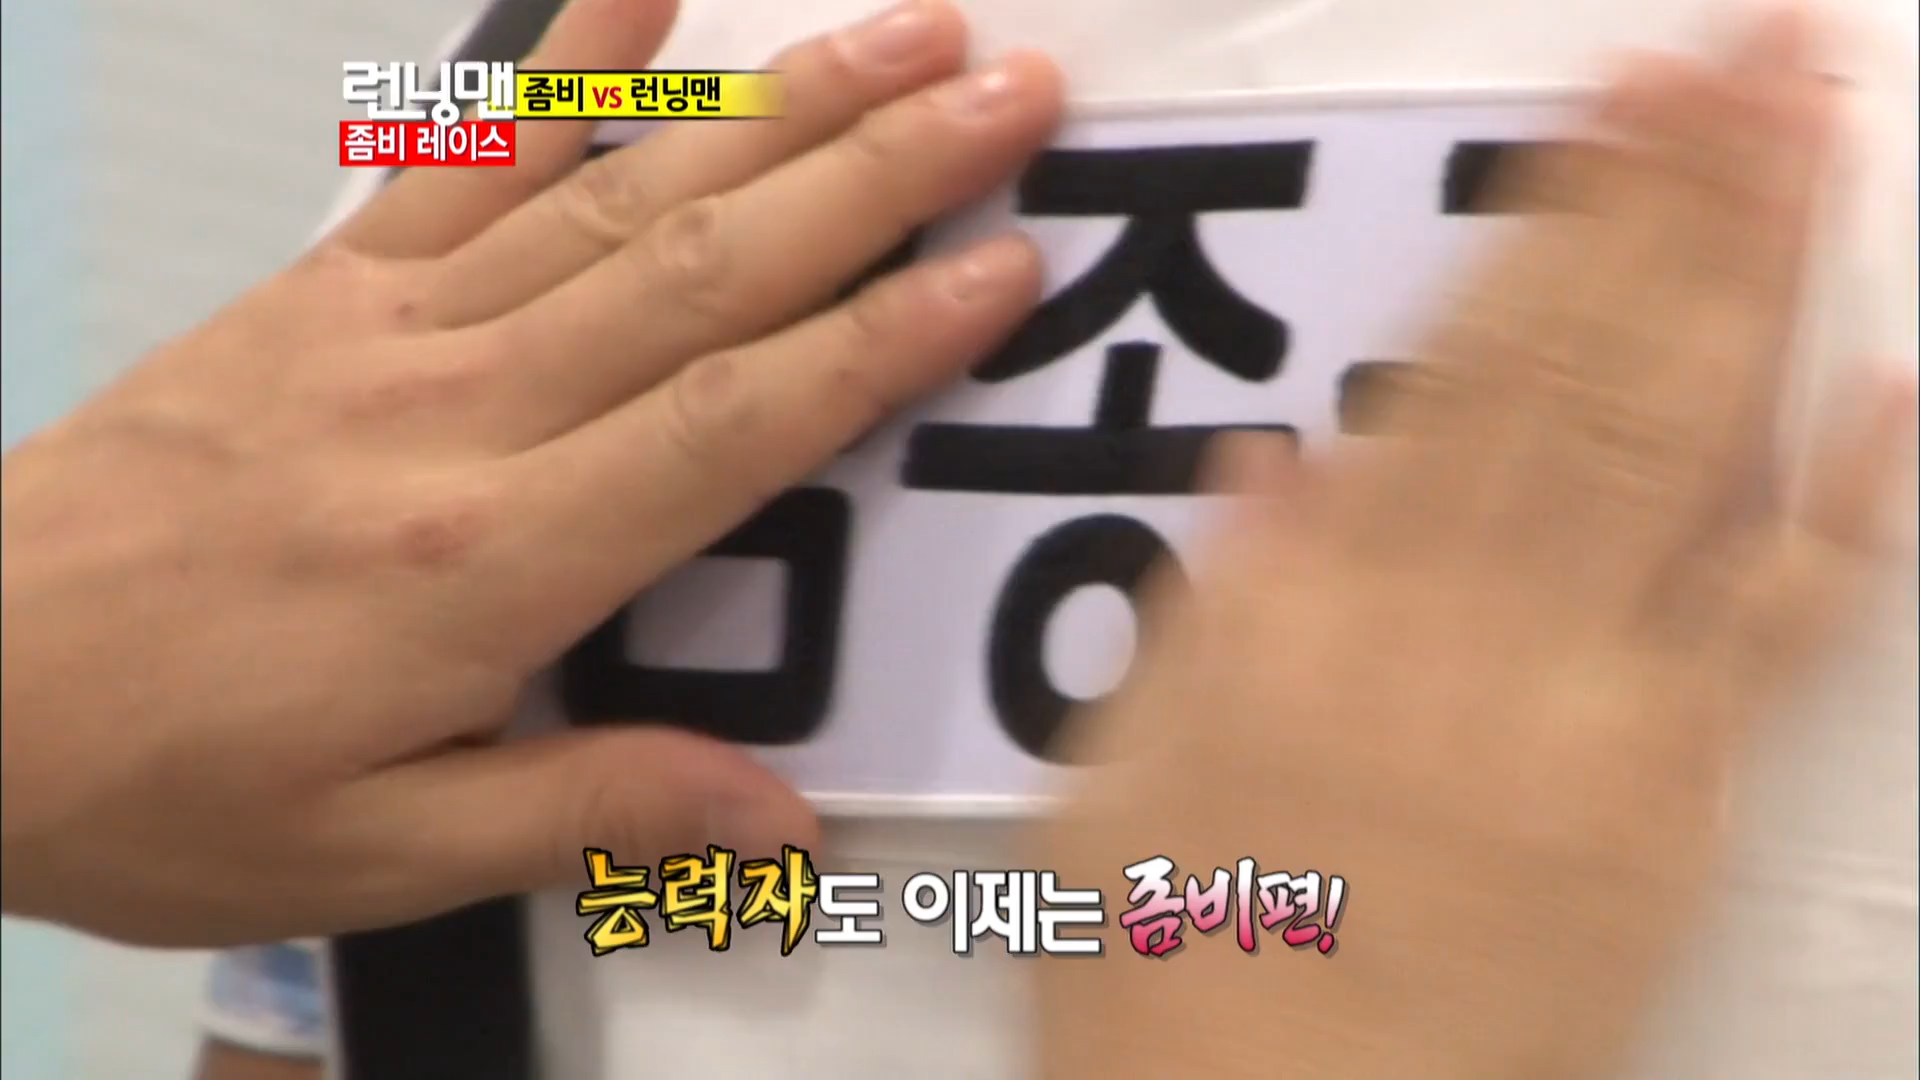 런닝맨 좀비 vs 런닝맨
좀비 레이스
종
능력자도 이제는 좀비편!